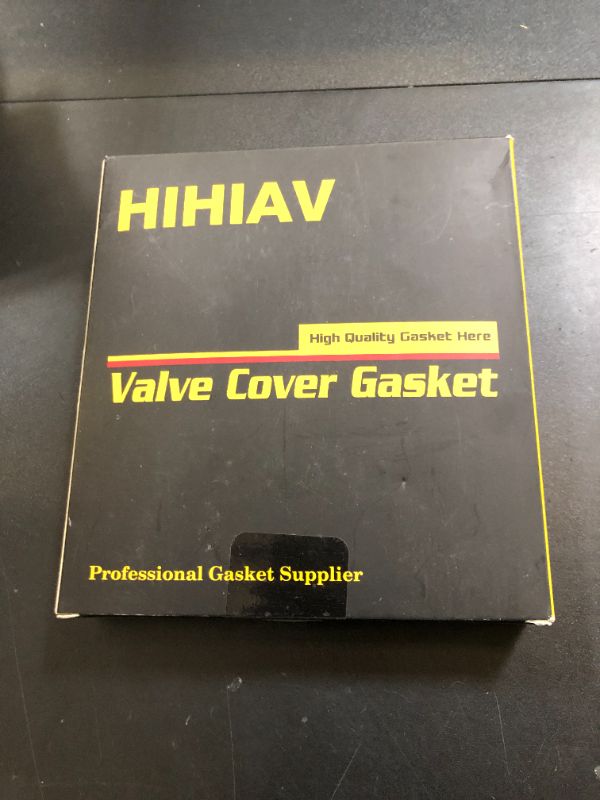 HIHIAV
High Quality Gasket Here
Valve Cover Gasket
Professional Gasket Supplier